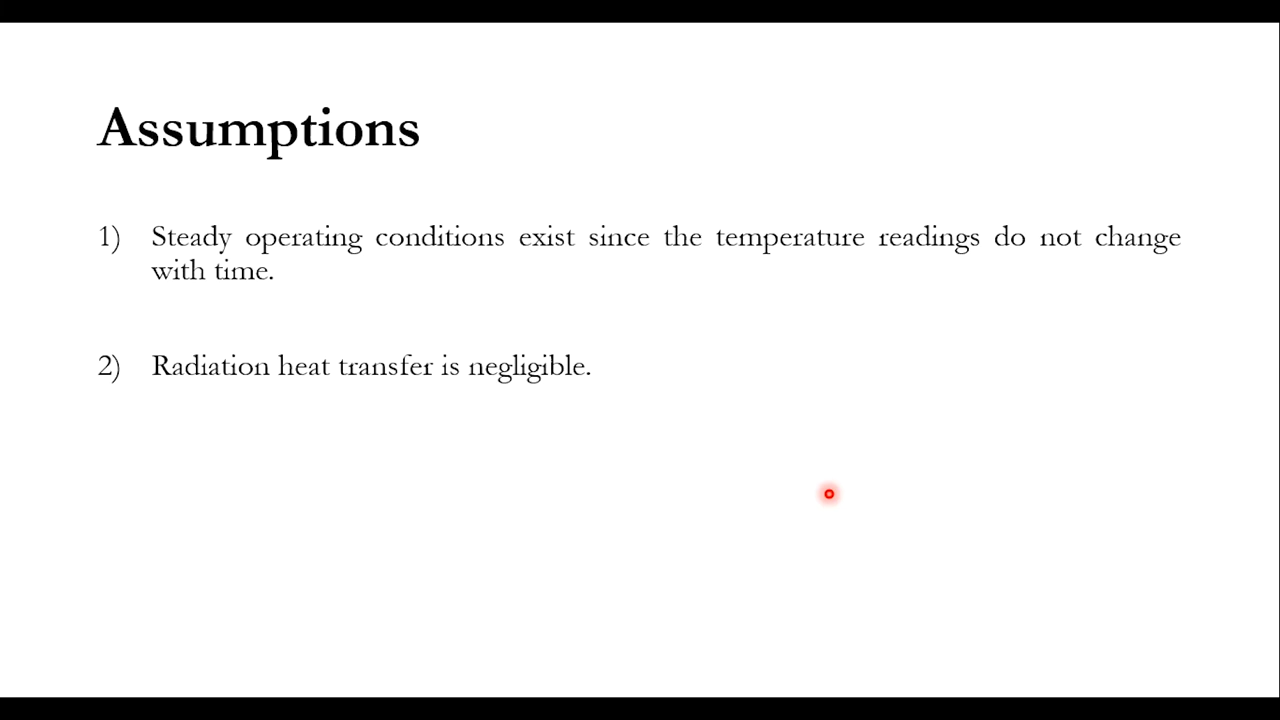 Assumptions
1) Steady operating conditions exist since the temperature readings do not change
with time.
2) Radiation heat transfer is negligible.